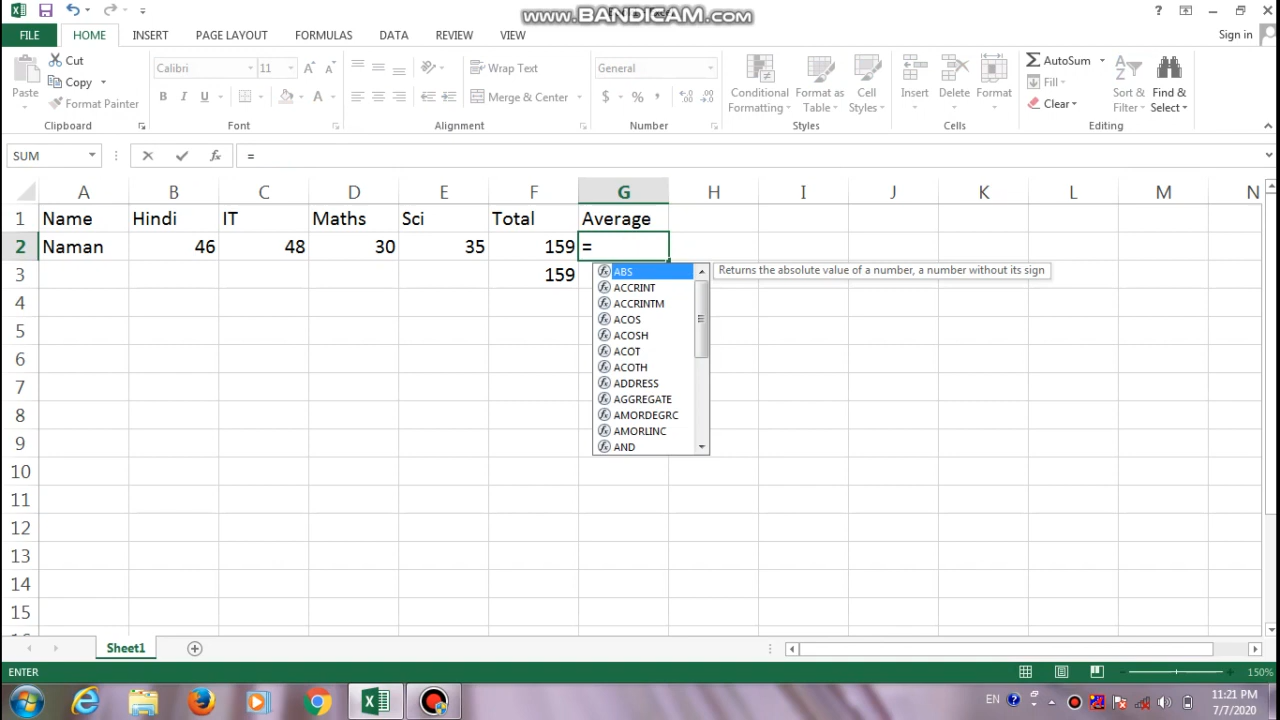 www.BANDICAM.com
FILE HOME INSERT PAGE LAYOUT FORMULAS DATA REVIEW VIEW Sign in
Paste Cut Copy Format Painter
Clipboard
Calibri 11
B I U A
Font
Wrap Text
Merge & Center
Alignment
General
$ % ,
Number
Conditional Formatting
Format as Table
Cell Styles
Styles
Insert Delete Format
Cells
AutoSum
Fill
Clear
Sort & Filter
Find & Select
Editing
SUM fx =
A B C D E F G H I J K L M N
1 Name Hindi IT Maths Sci Total Average
2 Naman 46 48 30 35 159 =
3 159
ABS Returns the absolute value of a number, a number without its sign
ACCRINT
ACCRINTM
ACOS
ACOSH
ACOT
ACOTH
ADDRESS
AGGREGATE
AMORDEGRC
AMORLINC
AND
4
5
6
7
8
9
10
11
12
13
14
15
Sheet1
ENTER 150%
EN 11:21 PM
7/7/2020